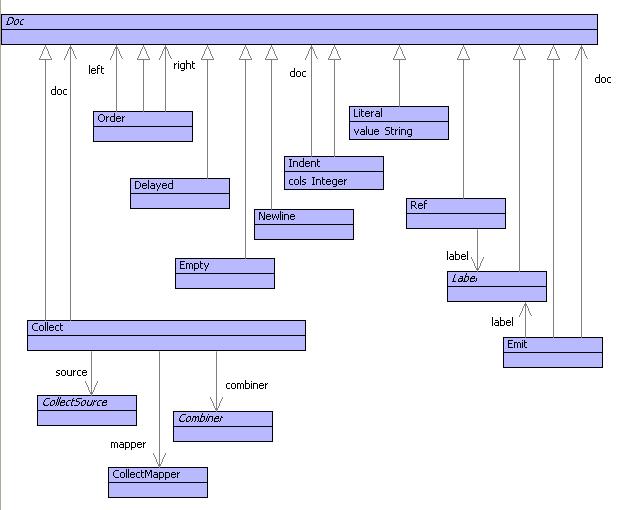 Doc
left
right
doc
doc
doc
Order
Literal
value String
Indent
cols Integer
Delayed
Ref
Newline
label
Empty
Label
label
Collect
Emit
source
combiner
CollectSource
Combiner
mapper
CollectMapper